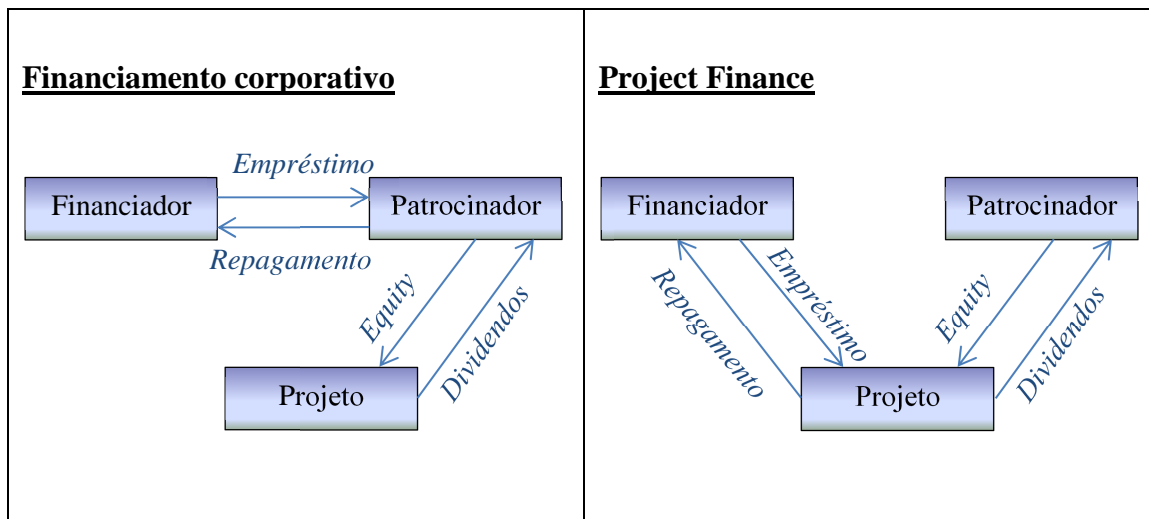 Financiamento corporativo
Empréstimo
Financiador
Patrocinador
Repagamento
Equity
Dividendos
Projeto
Project Finance
Financiador
Patrocinador
Repagamento
Empréstimo
Equity
Dividendos
Projeto